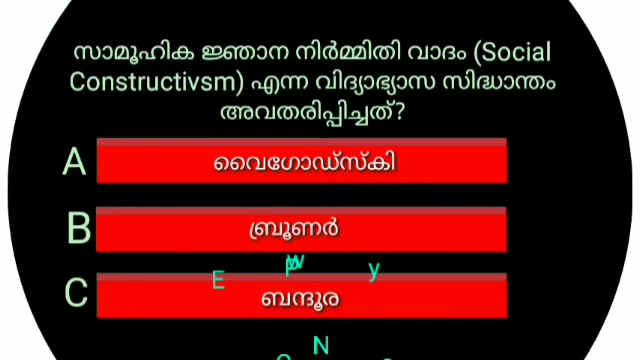 സാമൂഹിക ജ്ഞാന നിർമ്മിതി വാദം (Social
Constructivsm) എന്ന വിദ്യാഭ്യാസ സിദ്ധാന്തം
അവതരിപ്പിച്ചത്?
A വൈഗോഡ്സ്കി
B ബ്രൂണർ
E y
C ബന്ദൂര
N